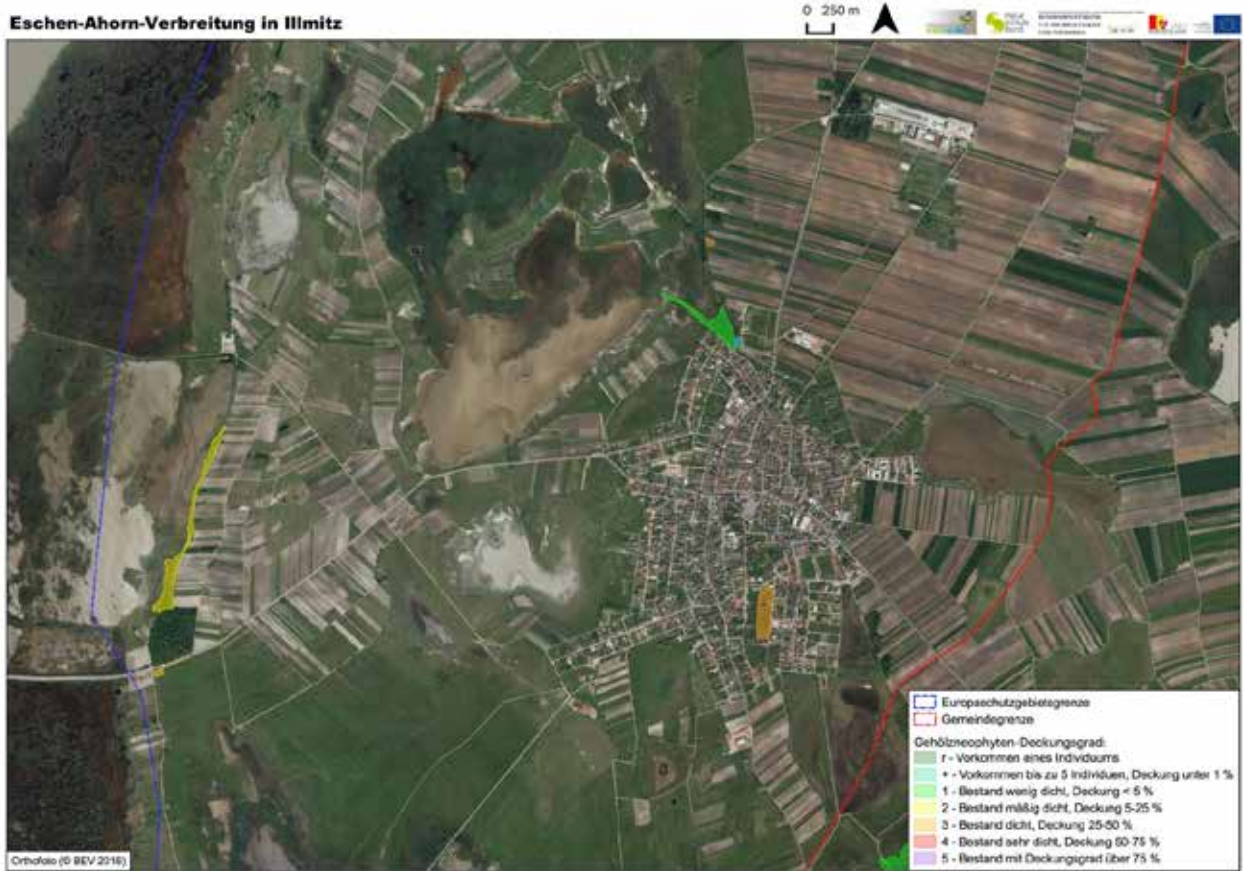 Eschen-Ahorn-Verbreitung in Illmitz
0 250 m
Europaschutzgebietsgrenze
Gemeindegrenze
Gehölzneophyten-Deckungsgrad:
r - Vorkommen eines Individuums
+ - Vorkommen bis zu 5 Individuen, Deckung unter 1 %
1 - Bestand wenig dicht, Deckung < 5 %
2 - Bestand mäßig dicht, Deckung 5-25 %
3 - Bestand dicht, Deckung 25-50 %
4 - Bestand sehr dicht, Deckung 50-75 %
5 - Bestand mit Deckungsgrad über 75 %
Orthofoto (© BEV 2016)